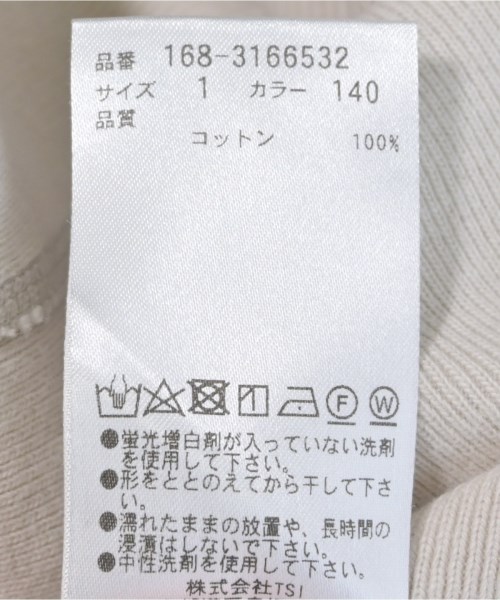 品番 168-3166532
サイズ 1 カラー 140
品質
コットン 100%
F W
●蛍光増白剤が入っていない洗剤
を使用して下さい。
●形をととのえてから干して下さ
い。
●濡れたままの放置や、長時間の
浸漬はしないで下さい。
●中性洗剤を使用して下さい。
株式会社TSI